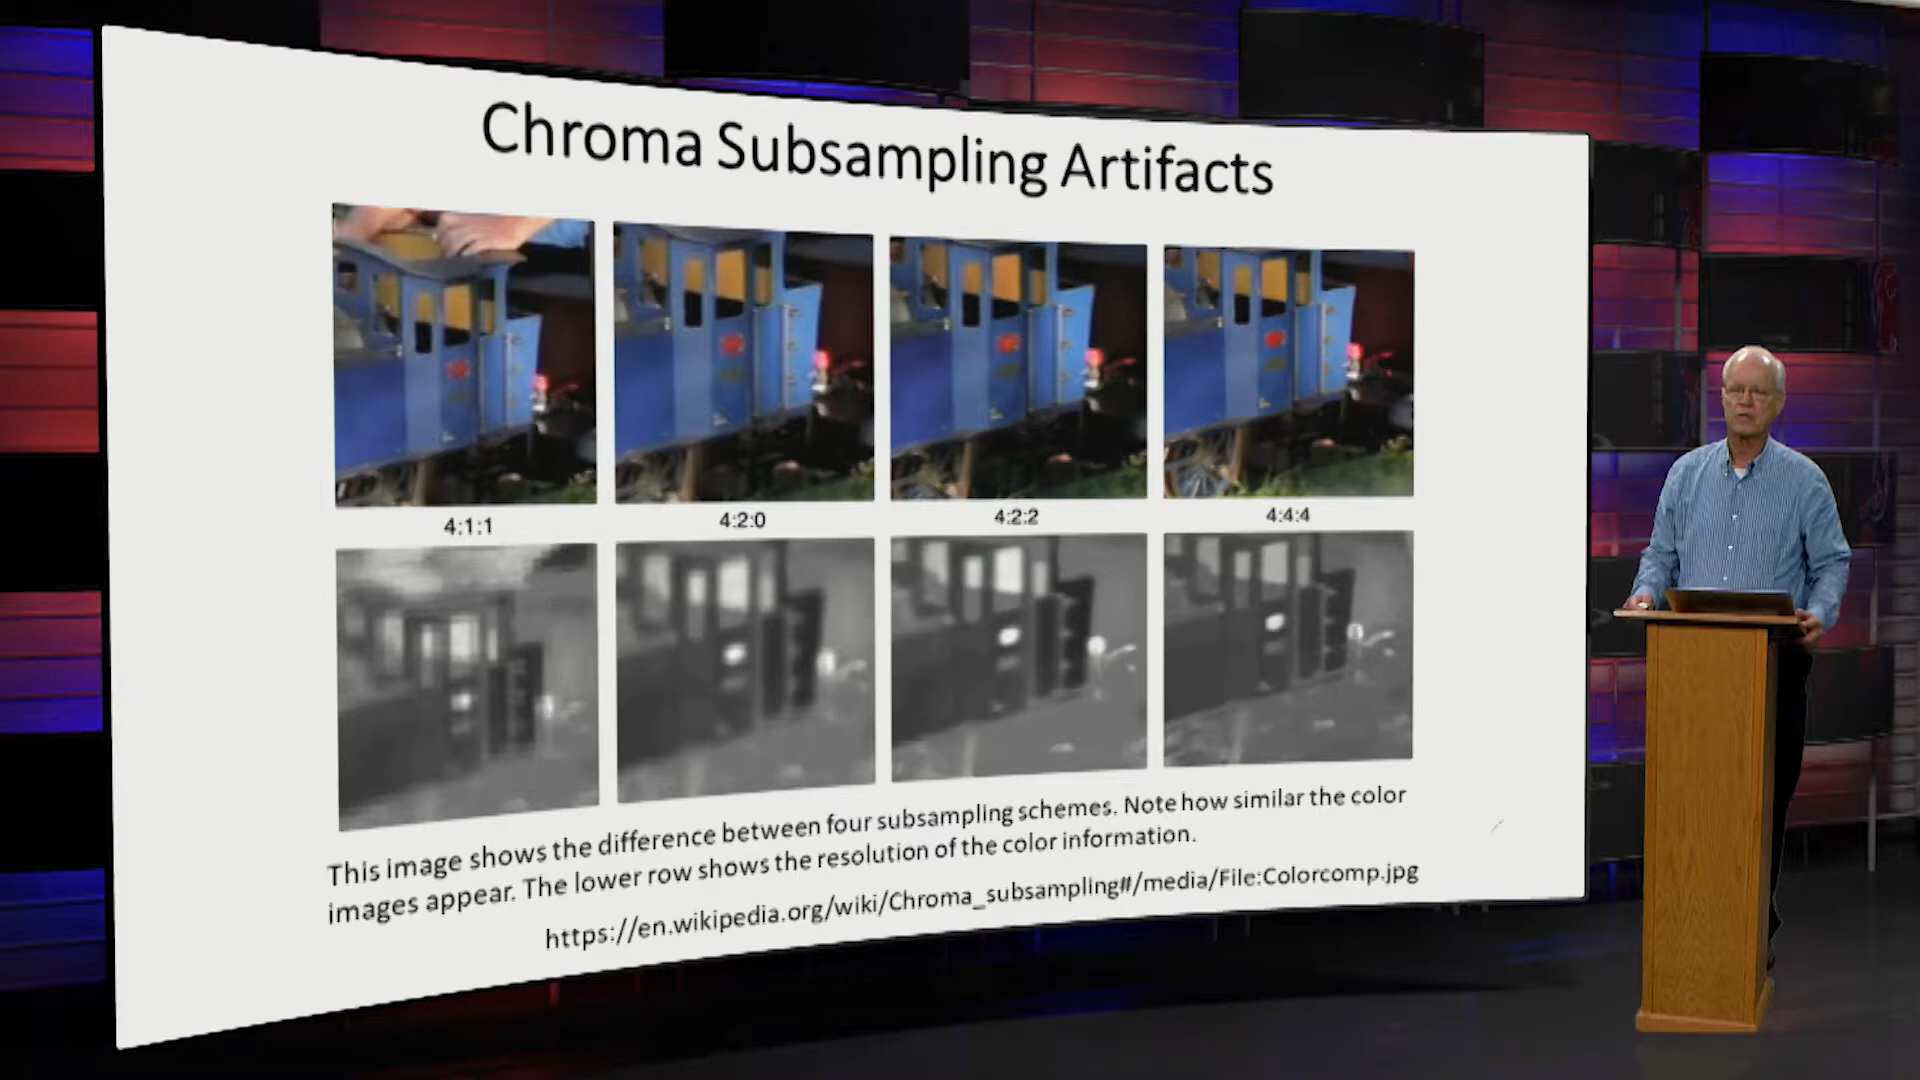 Chroma Subsampling Artifacts
4:1:1
4:2:0
4:2:2
4:4:4
This image shows the difference between four subsampling schemes. Note how similar the color
images appear. The lower row shows the resolution of the color information.
https://en.wikipedia.org/wiki/Chroma_subsampling#/media/File:Colorcomp.jpg